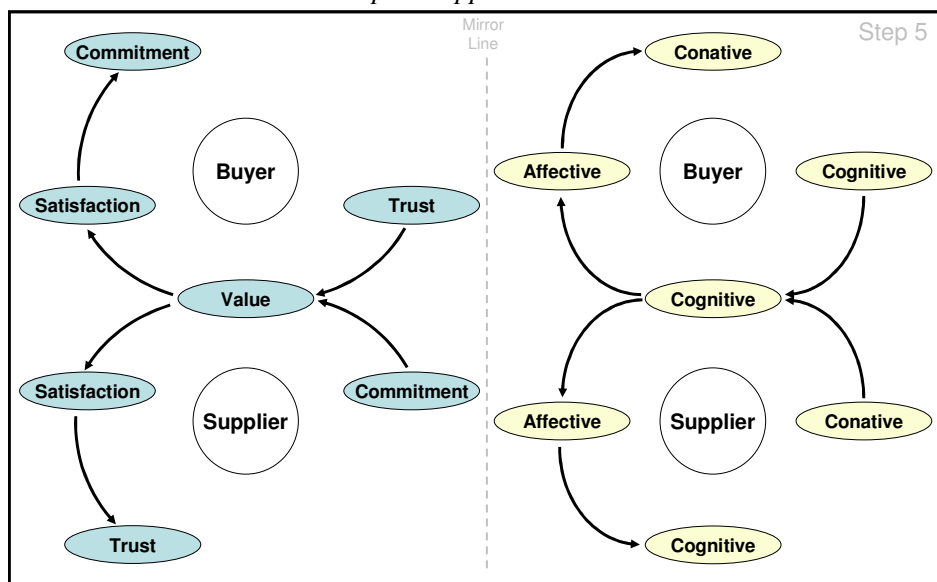 Mirror
Line
Step 5
Commitment
Buyer
Satisfaction
Trust
Value
Satisfaction
Commitment
Supplier
Trust
Conative
Affective
Buyer
Cognitive
Cognitive
Affective
Supplier
Conative
Cognitive